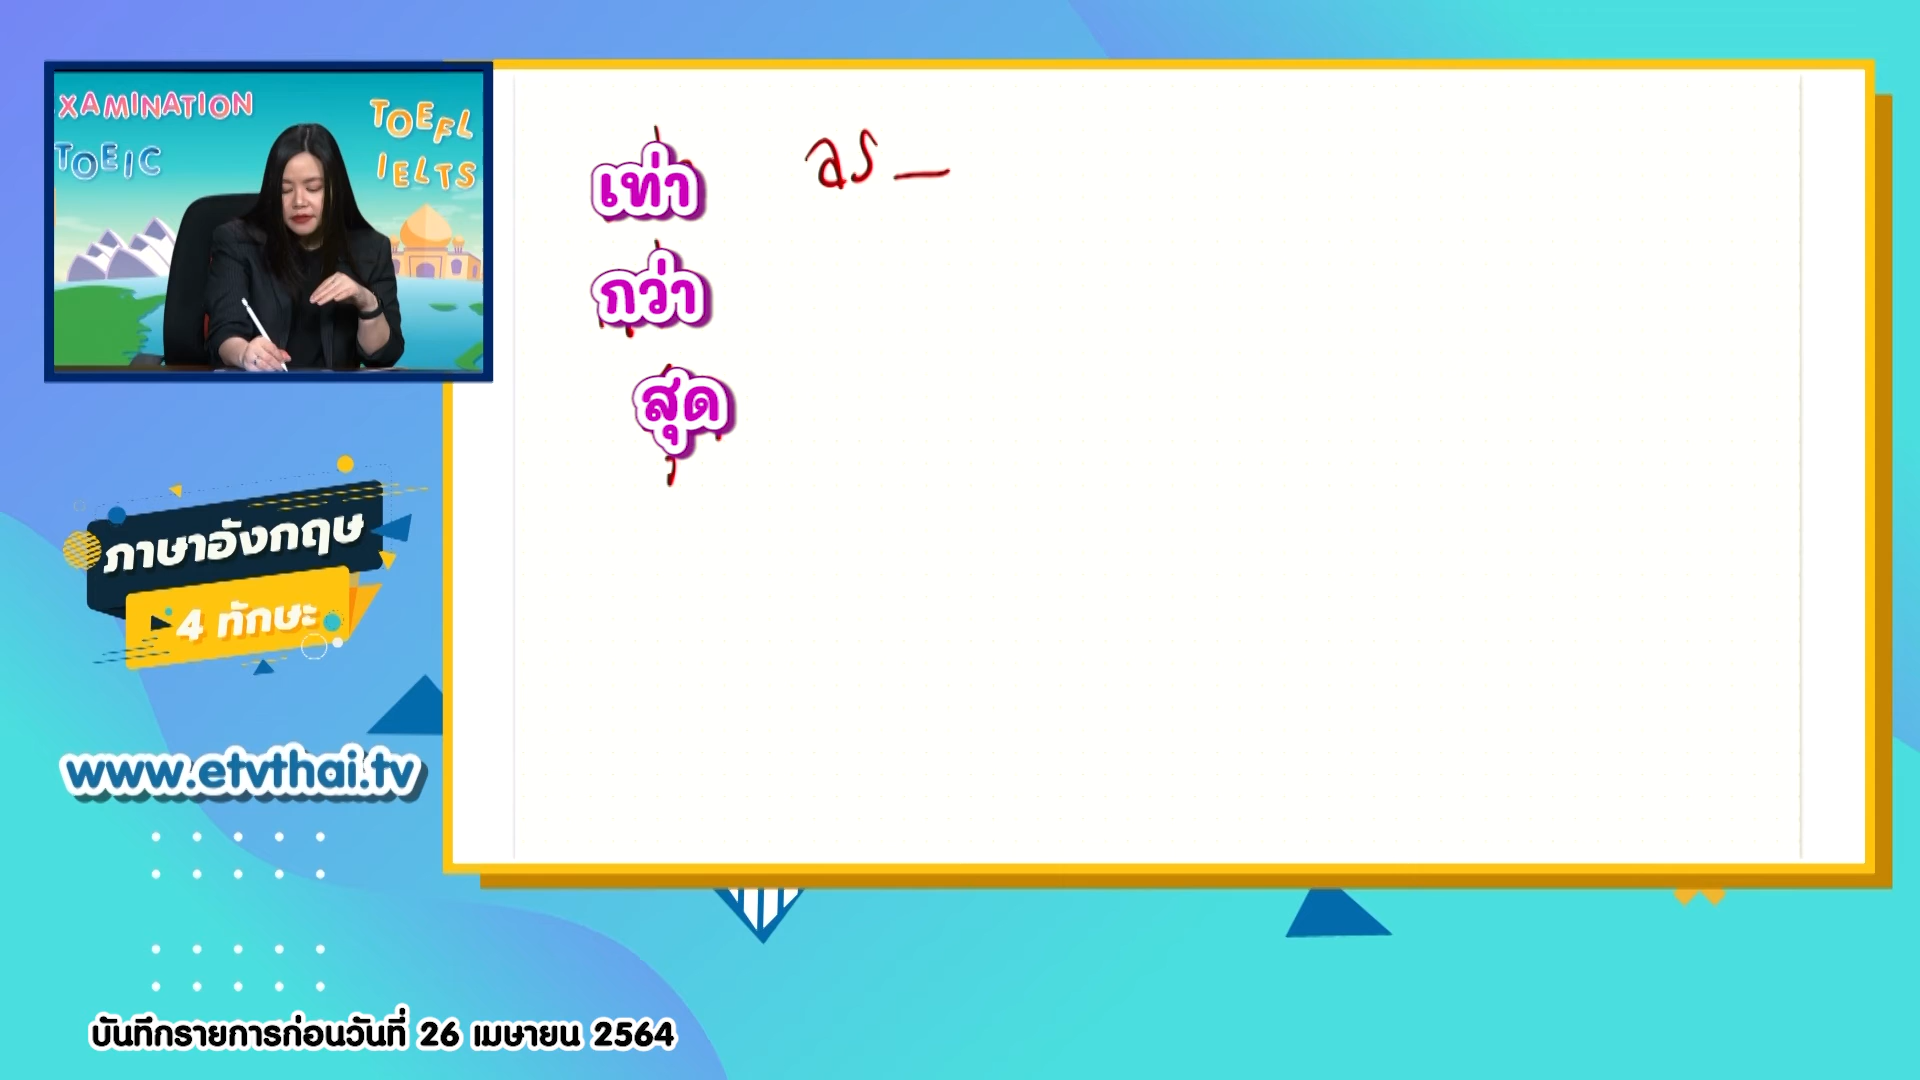 XAMINATION
TOEFL
TOEIC
IELTS
เท่า as _
กว่า
สุด
ภาษาอังกฤษ
4 ทักษะ
www.etvthai.tv
บันทึกรายการก่อนวันที่ 26 เมษายน 2564